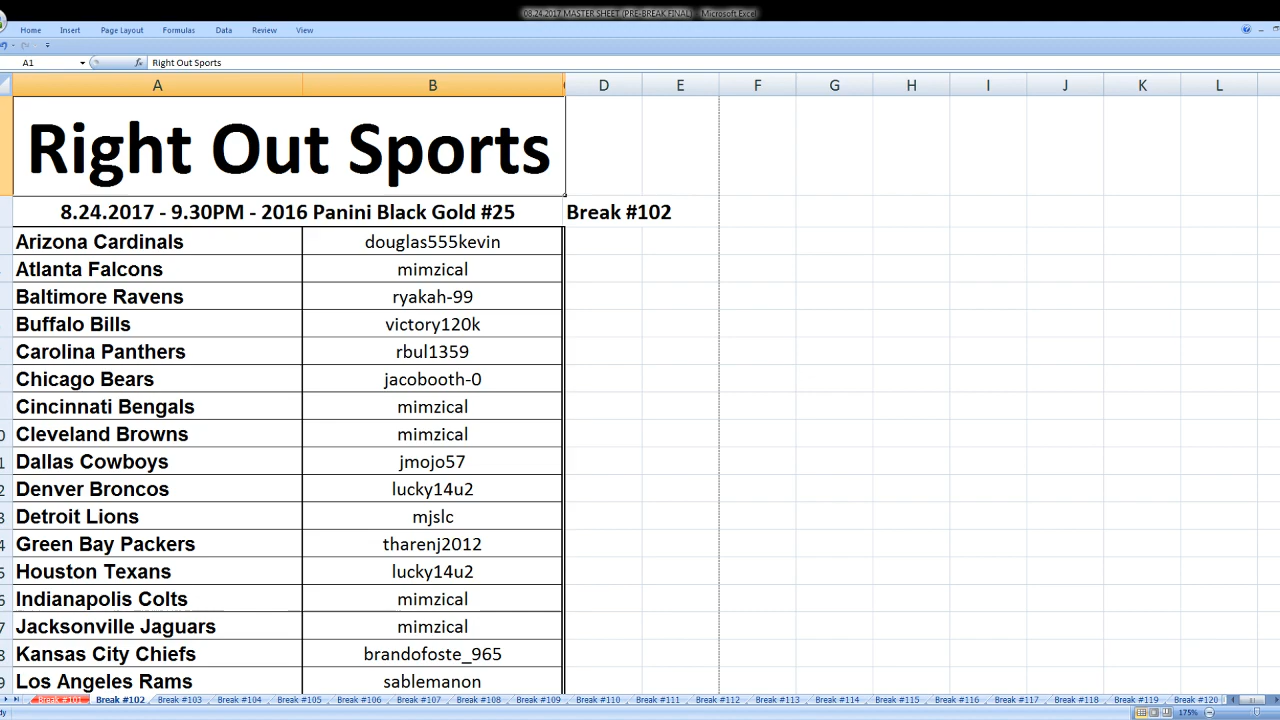 08.24.2017 MASTER SHEET (PRE-BREAK FINAL) - Microsoft Excel
Home Insert Page Layout Formulas Data Review View
A1 fx Right Out Sports
A B D E F G H I J K L
Right Out Sports
8.24.2017 - 9.30PM - 2016 Panini Black Gold #25 Break #102
Arizona Cardinals douglas555kevin
Atlanta Falcons mimzical
Baltimore Ravens ryakah-99
Buffalo Bills victory120k
Carolina Panthers rbul1359
Chicago Bears jacobooth-0
Cincinnati Bengals mimzical
Cleveland Browns mimzical
Dallas Cowboys jmojo57
Denver Broncos lucky14u2
Detroit Lions mjslc
Green Bay Packers tharenj2012
Houston Texans lucky14u2
Indianapolis Colts mimzical
Jacksonville Jaguars mimzical
Kansas City Chiefs brandofoste_965
Los Angeles Rams sablemanon
Break #101 Break #102 Break #103 Break #104 Break #105 Break #106 Break #107 Break #108 Break #109 Break #110 Break #111 Break #112 Break #113 Break #114 Break #115 Break #116 Break #117 Break #118 Break #119 Break #120
175%